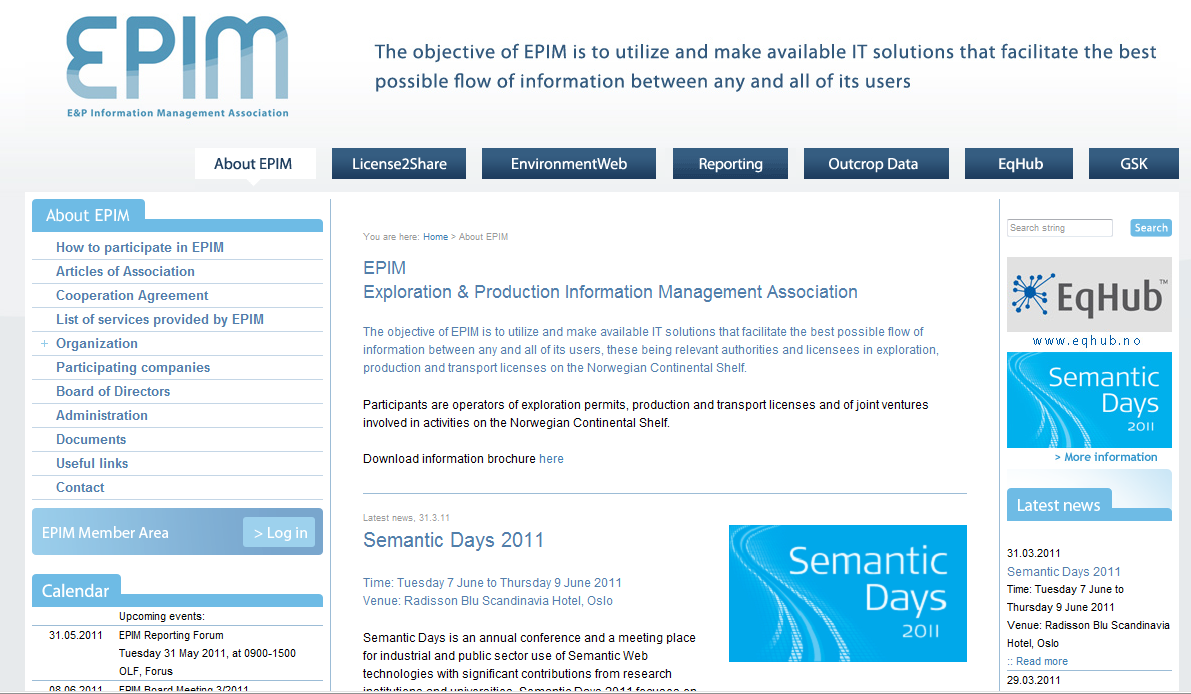 EPIM
E&P Information Management Association
The objective of EPIM is to utilize and make available IT solutions that facilitate the best
possible flow of information between any and all of its users
About EPIM
License2Share
EnvironmentWeb
Reporting
Outcrop Data
EqHub
GSK
About EPIM
How to participate in EPIM
Articles of Association
Cooperation Agreement
List of services provided by EPIM
+ Organization
Participating companies
Board of Directors
Administration
Documents
Useful links
Contact
EPIM Member Area
> Log in
Calendar
Upcoming events:
31.05.2011 EPIM Reporting Forum
Tuesday 31 May 2011, at 0900-1500
OLF, Forus
08.06.2011 EPIM Board Meeting 3/2011
You are here: Home > About EPIM
EPIM
Exploration & Production Information Management Association
The objective of EPIM is to utilize and make available IT solutions that facilitate the best possible flow of
information between any and all of its users, these being relevant authorities and licensees in exploration,
production and transport licenses on the Norwegian Continental Shelf.
Participants are operators of exploration permits, production and transport licenses and of joint ventures
involved in activities on the Norwegian Continental Shelf.
Download information brochure here
Latest news, 31.3.11
Semantic Days 2011
Time: Tuesday 7 June to Thursday 9 June 2011
Venue: Radisson Blu Scandinavia Hotel, Oslo
Semantic Days is an annual conference and a meeting place
for industrial and public sector use of Semantic Web
technologies with significant contributions from research
institutions and universities. Semantic Days 2011 focuses on
Semantic
Days
2011
Search string
Search
EqHub™
www.eqhub.no
Semantic
Days
2011
> More information
Latest news
31.03.2011
Semantic Days 2011
Time: Tuesday 7 June to
Thursday 9 June 2011
Venue: Radisson Blu Scandinavia
Hotel, Oslo
:: Read more
29.03.2011